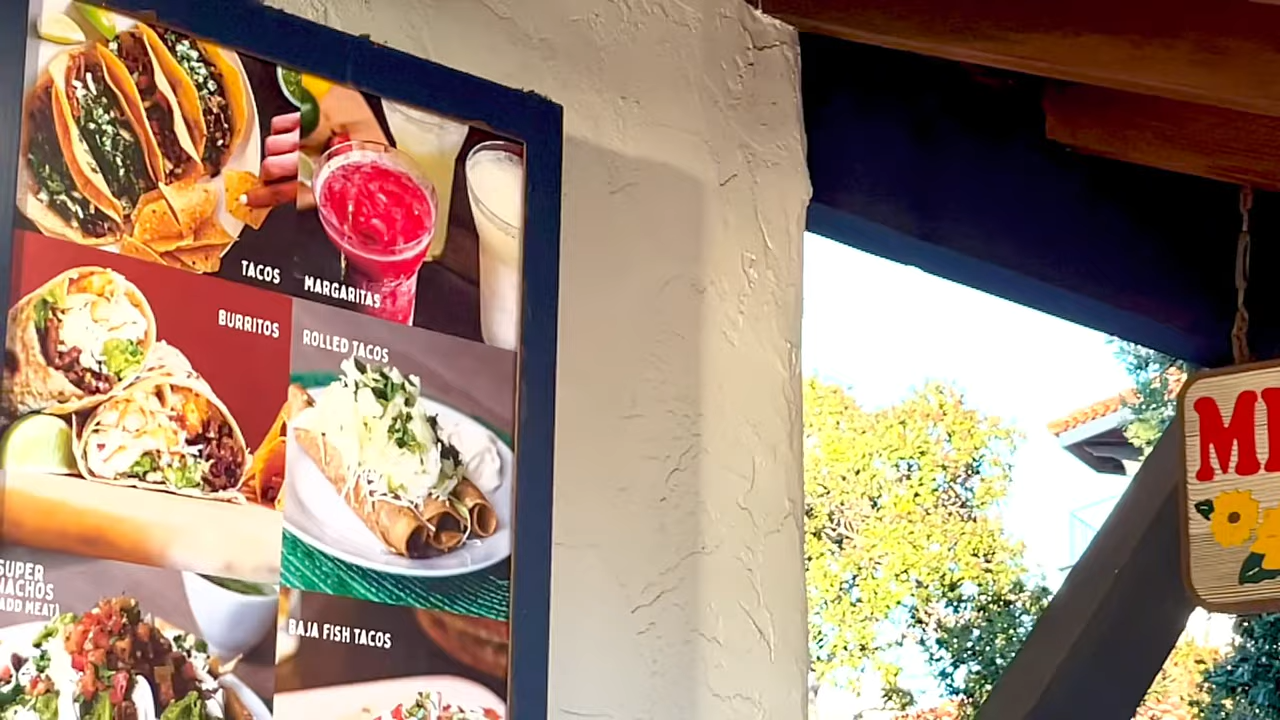 TACOS
MARGARITAS
BURRITOS
ROLLED TACOS
SUPER
NACHOS
(ADD MEAT)
BAJA FISH TACOS